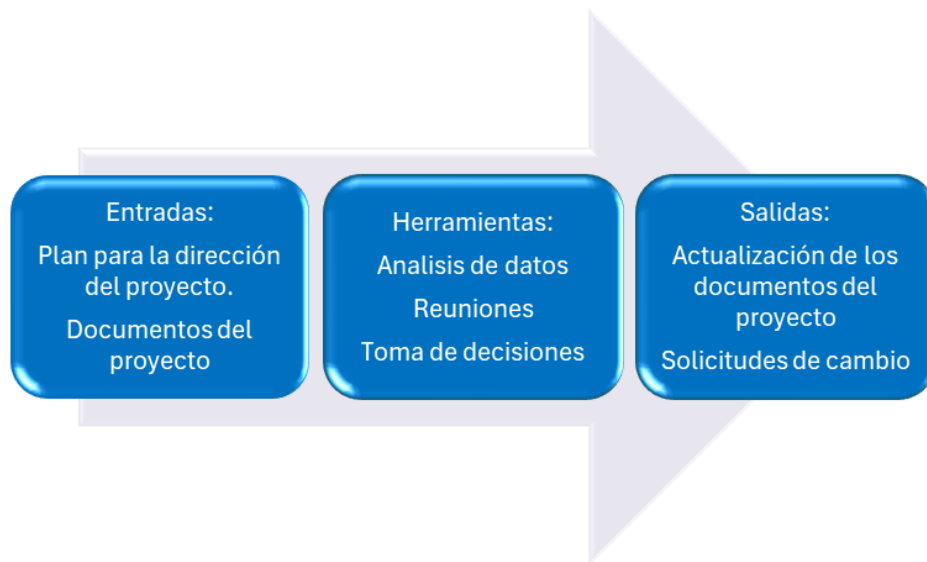 Entradas:
Plan para la dirección
del proyecto.
Documentos del
proyecto
Herramientas:
Analisis de datos
Reuniones
Toma de decisiones
Salidas:
Actualización de los
documentos del
proyecto
Solicitudes de cambio